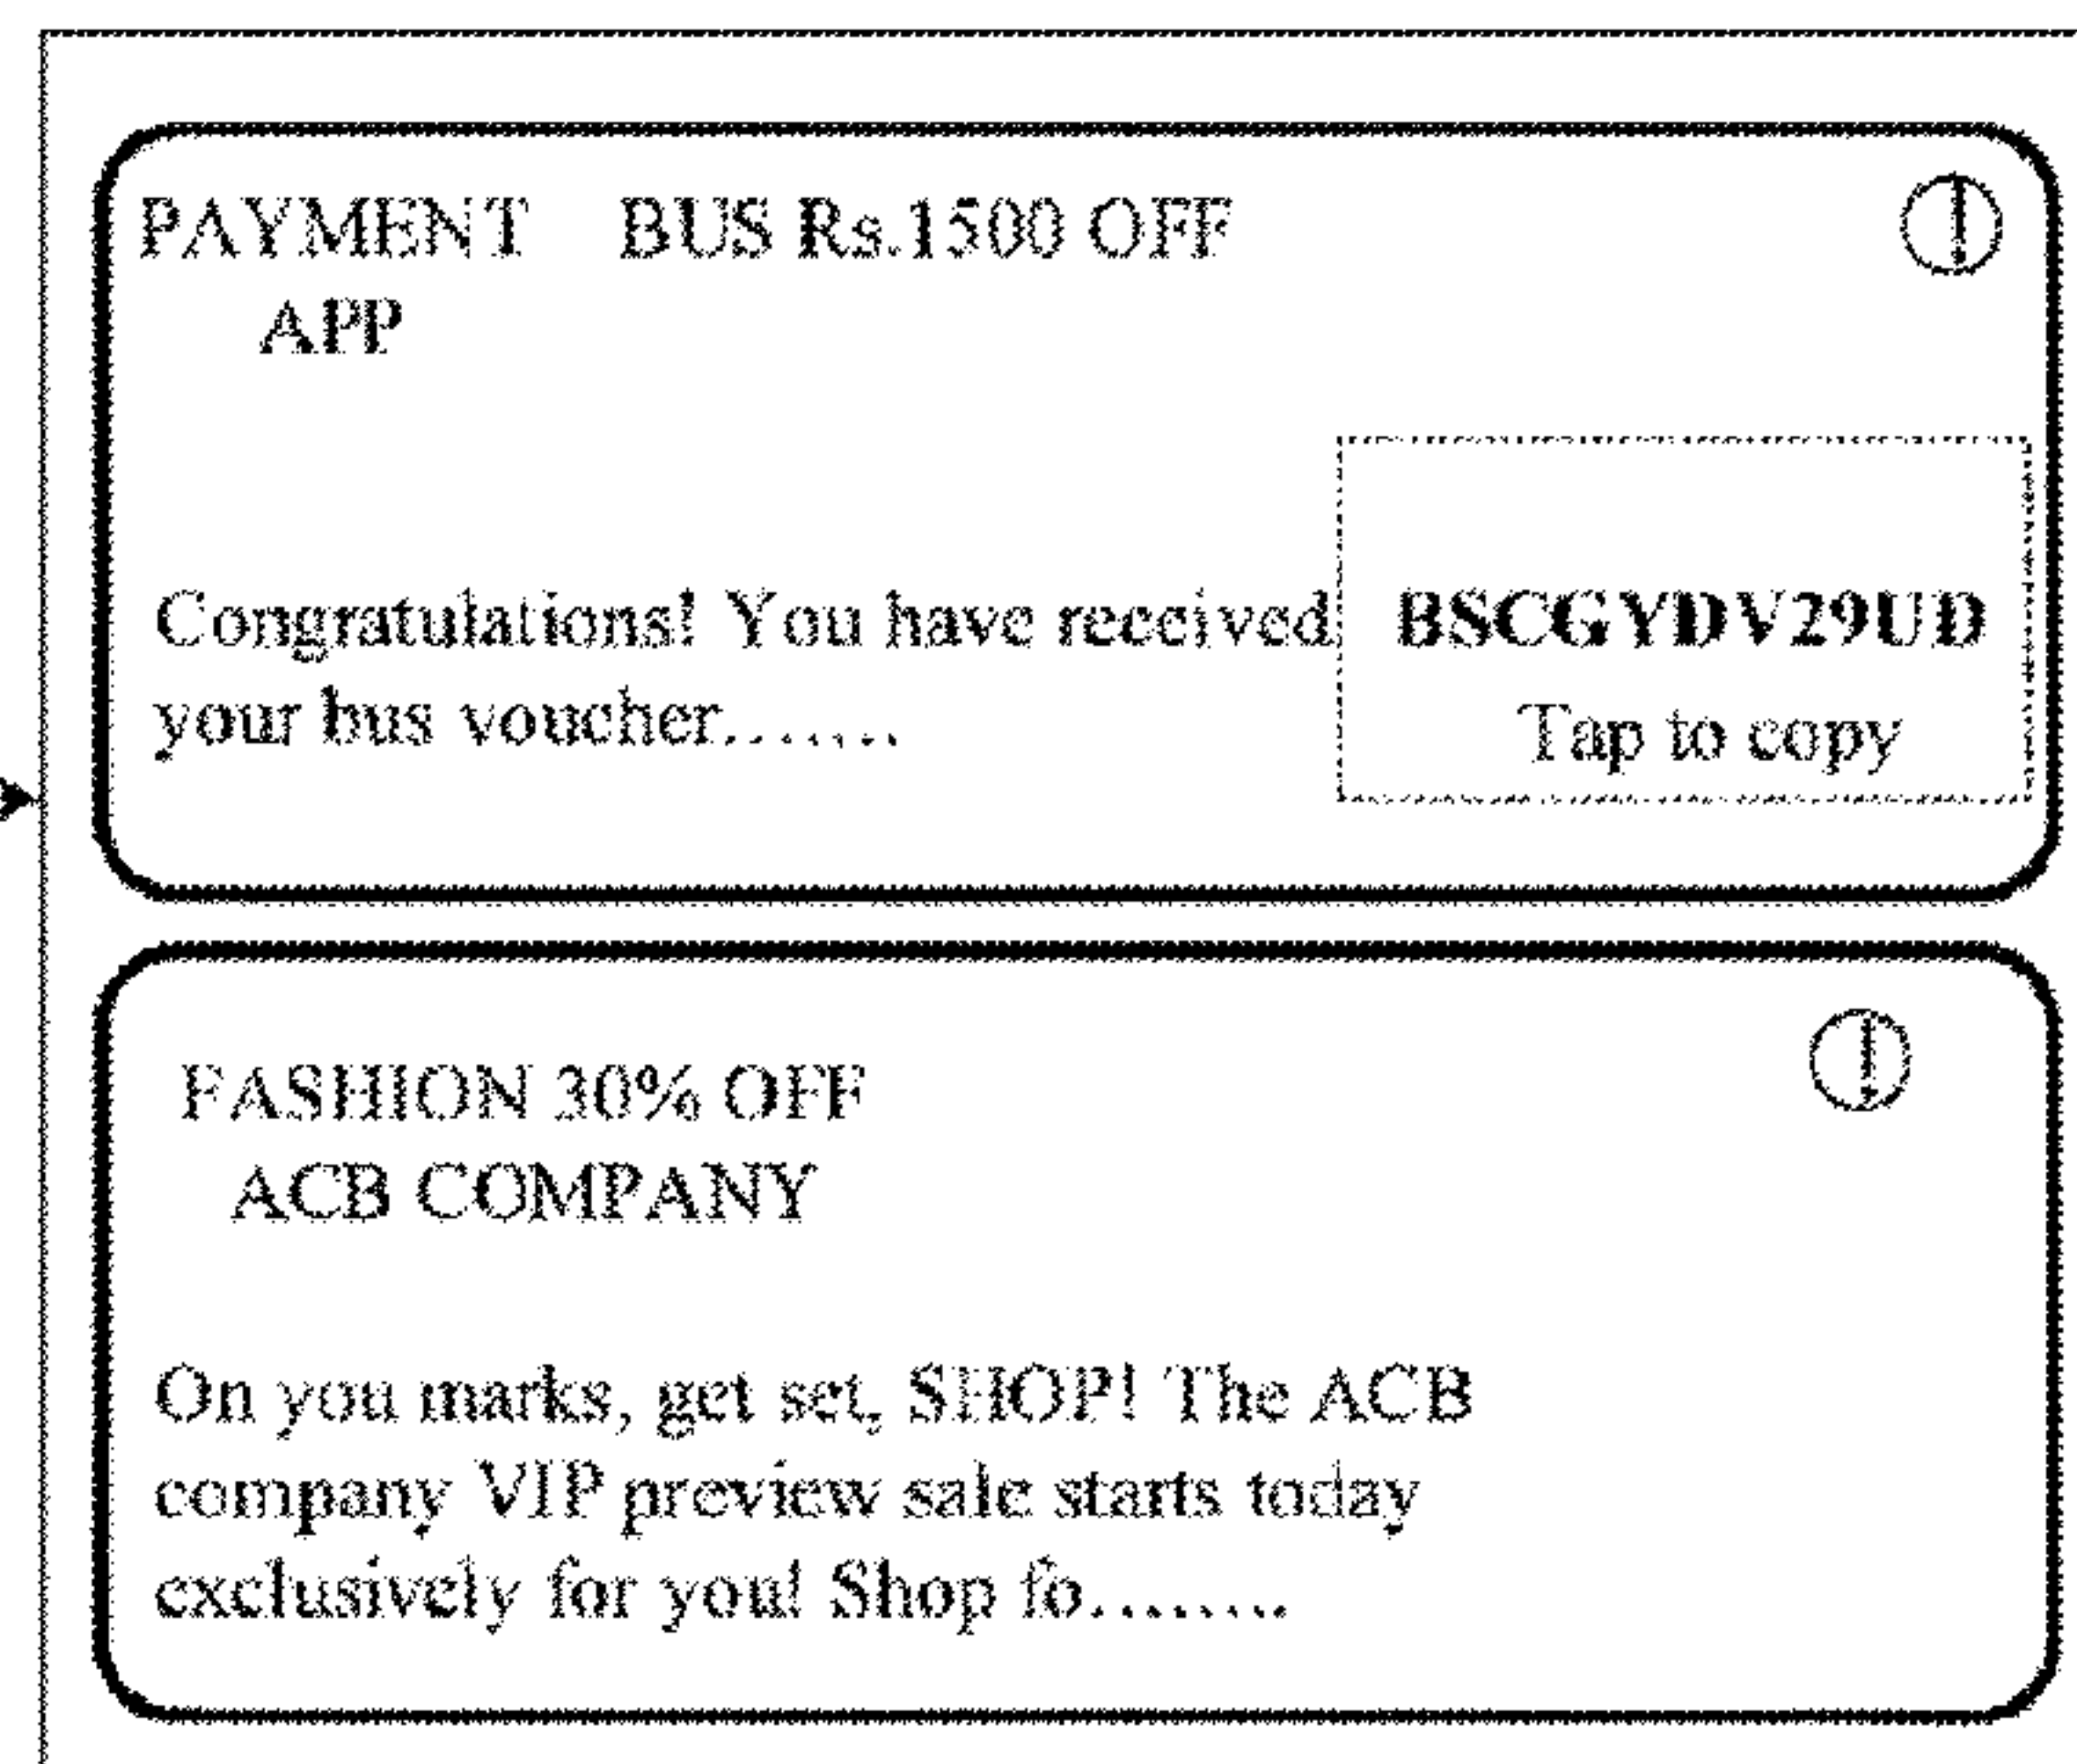 PAYMENT BUS Rs.1500 OFF
APP
Congratulations! You have received
your bus voucher.......
BSCGYDV29UD
Tap to copy
FASHION 30% OFF
ACB COMPANY
On you marks, get set, SHOP! The ACB
company VIP preview sale starts today
exclusively for you! Shop fo........